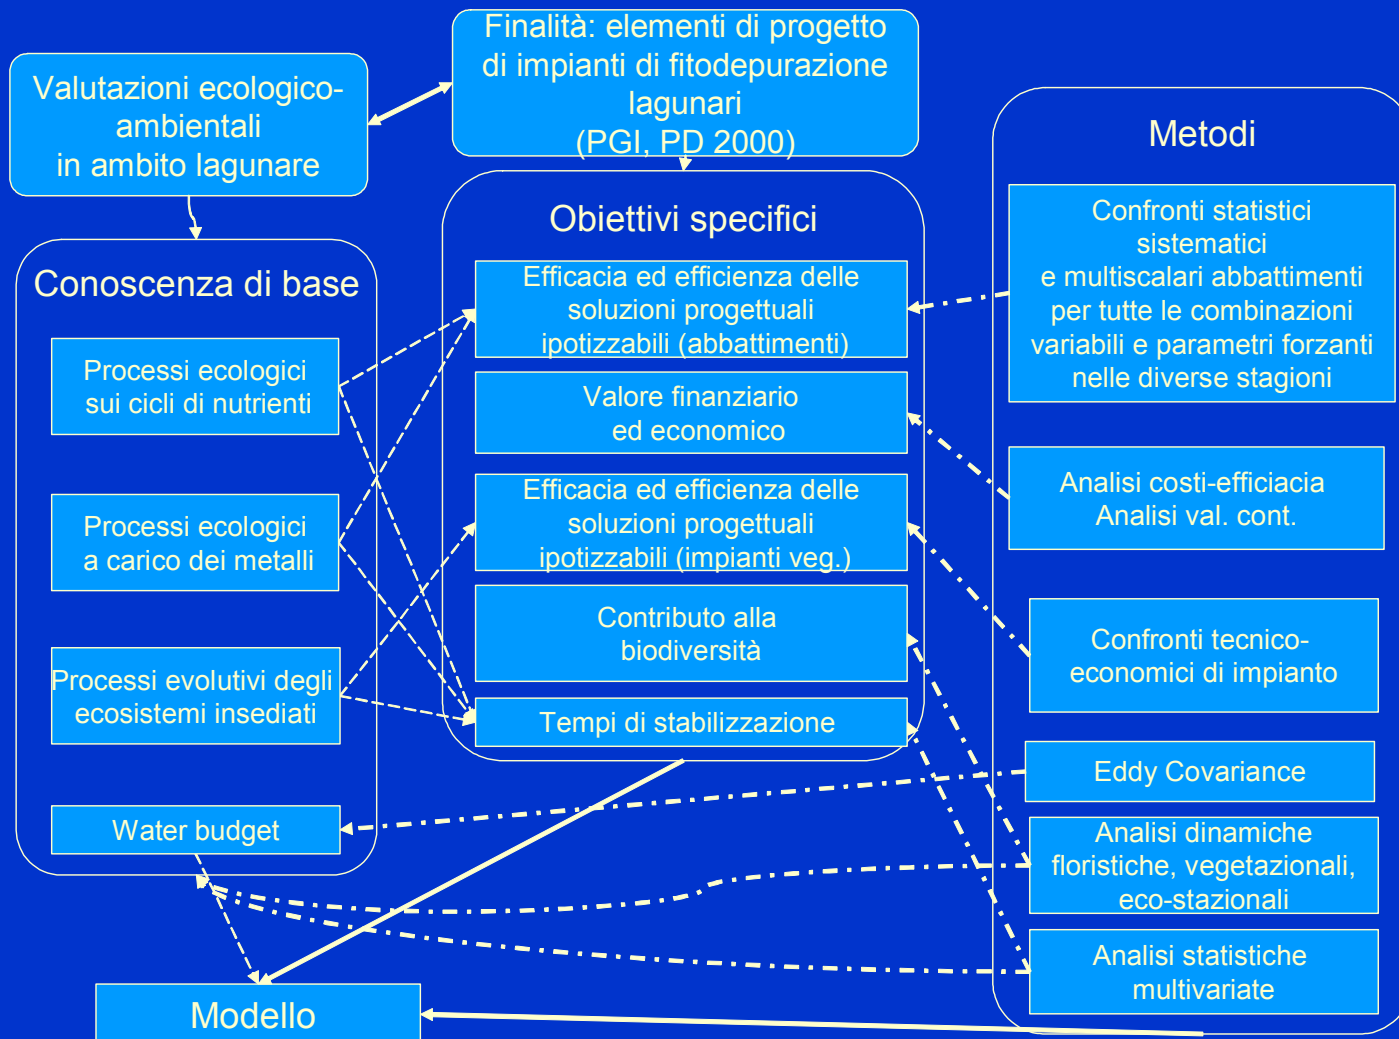 Finalità: elementi di progetto
di impianti di fitodepurazione
lagunari
(PGI, PD 2000)
Valutazioni ecologico-
ambientali
in ambito lagunare
Conoscenza di base
Processi ecologici
sui cicli di nutrienti
Processi ecologici
a carico dei metalli
Processi evolutivi degli
ecosistemi insediati
Water budget
Obiettivi specifici
Efficacia ed efficienza delle
soluzioni progettuali
ipotizzabili (abbattimenti)
Valore finanziario
ed economico
Efficacia ed efficienza delle
soluzioni progettuali
ipotizzabili (impianti veg.)
Contributo alla
biodiversità
Tempi di stabilizzazione
Metodi
Confronti statistici
sistematici
e multiscalari abbattimenti
per tutte le combinazioni
variabili e parametri forzanti
nelle diverse stagioni
Analisi costi-efficiacia
Analisi val. cont.
Confronti tecnico-
economici di impianto
Eddy Covariance
Analisi dinamiche
floristiche, vegetazionali,
eco-stazionali
Analisi statistiche
multivariate
Modello